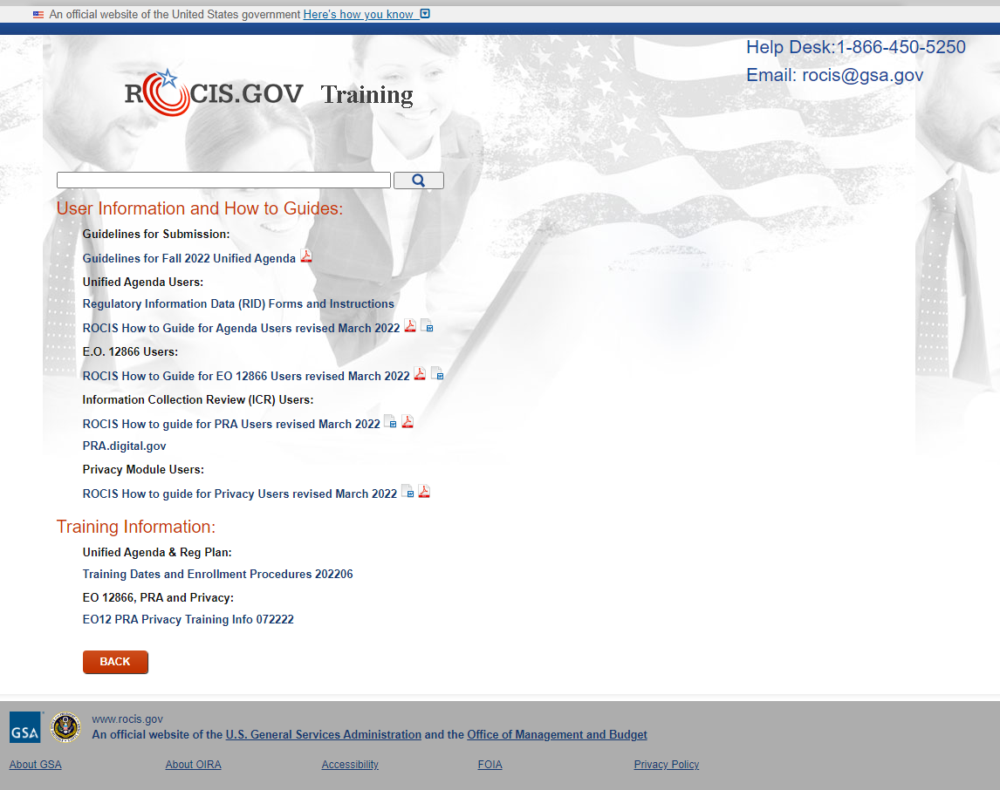 An official website of the United States government Here's how you know
Help Desk:1-866-450-5250
Email: rocis@gsa.gov
ROCIS.GOV Training
User Information and How to Guides:
Guidelines for Submission:
Guidelines for Fall 2022 Unified Agenda
Unified Agenda Users:
Regulatory Information Data (RID) Forms and Instructions
ROCIS How to Guide for Agenda Users revised March 2022
E.O. 12866 Users:
ROCIS How to Guide for EO 12866 Users revised March 2022
Information Collection Review (ICR) Users:
ROCIS How to guide for PRA Users revised March 2022
PRA.digital.gov
Privacy Module Users:
ROCIS How to guide for Privacy Users revised March 2022
Training Information:
Unified Agenda & Reg Plan:
Training Dates and Enrollment Procedures 202206
EO 12866, PRA and Privacy:
EO12 PRA Privacy Training Info 072222
BACK
GSA
www.rocis.gov
An official website of the U.S. General Services Administration and the Office of Management and Budget
About GSA About OIRA Accessibility FOIA Privacy Policy